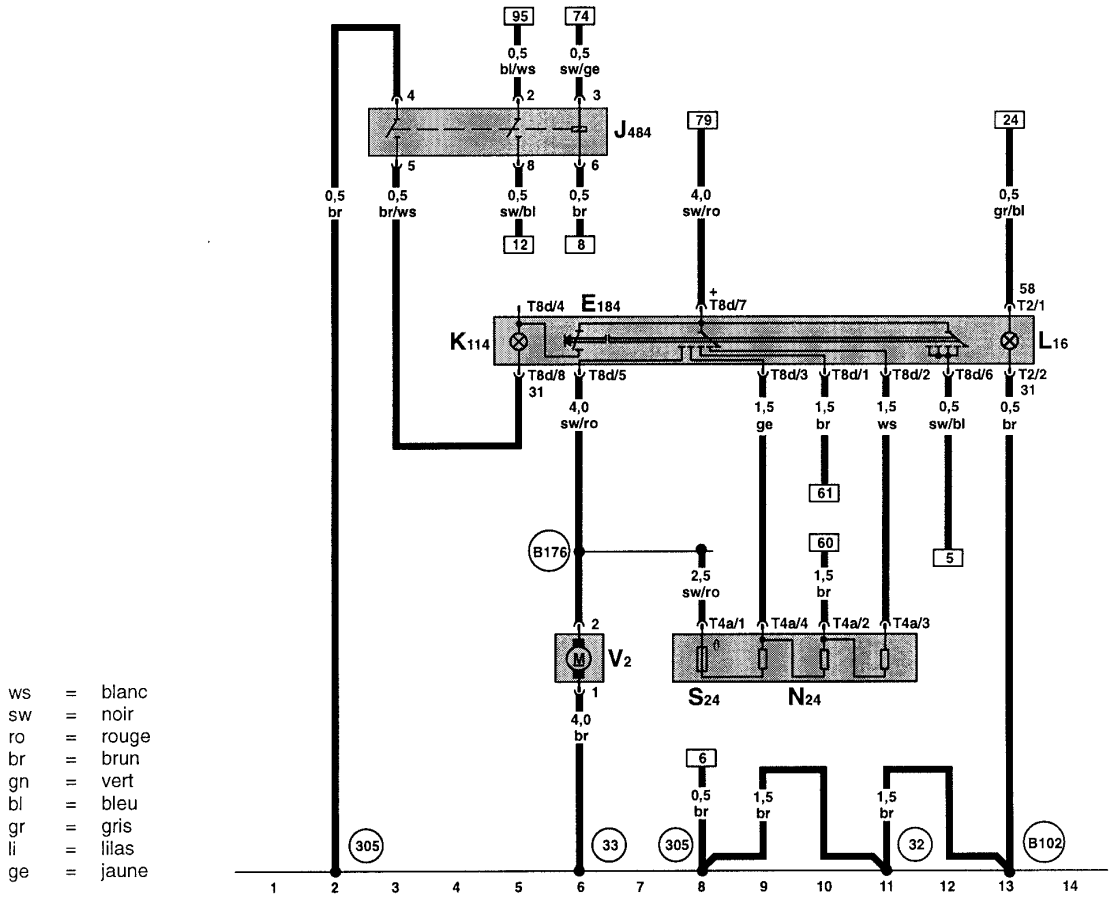 95 74
0,5 0,5
bl/ws sw/ge
4 2 3
J484
79 24
5 8 6
0,5 0,5 0,5 0,5 4,0 0,5
br br/ws sw/bl br sw/ro gr/bl
12 8
+ 58
T8d/4 E184 T8d/7 T2/1
K114 L16
T8d/8 T8d/5 T8d/3 T8d/1 T8d/2 T8d/6 T2/2
31 31
4,0 1,5 1,5 1,5 0,5 0,5
sw/ro ge br ws sw/bl br
61
B176 60 5
2,5 1,5
sw/ro br
2 T4a/1 T4a/4 T4a/2 T4a/3
M V2 θ
1 S24 N24
4,0
br
6
0,5 1,5 1,5
br br br
305 33 305 32 B102
1 2 3 4 5 6 7 8 9 10 11 12 13 14
ws = blanc
sw = noir
ro = rouge
br = brun
gn = vert
bl = bleu
gr = gris
li = lilas
ge = jaune